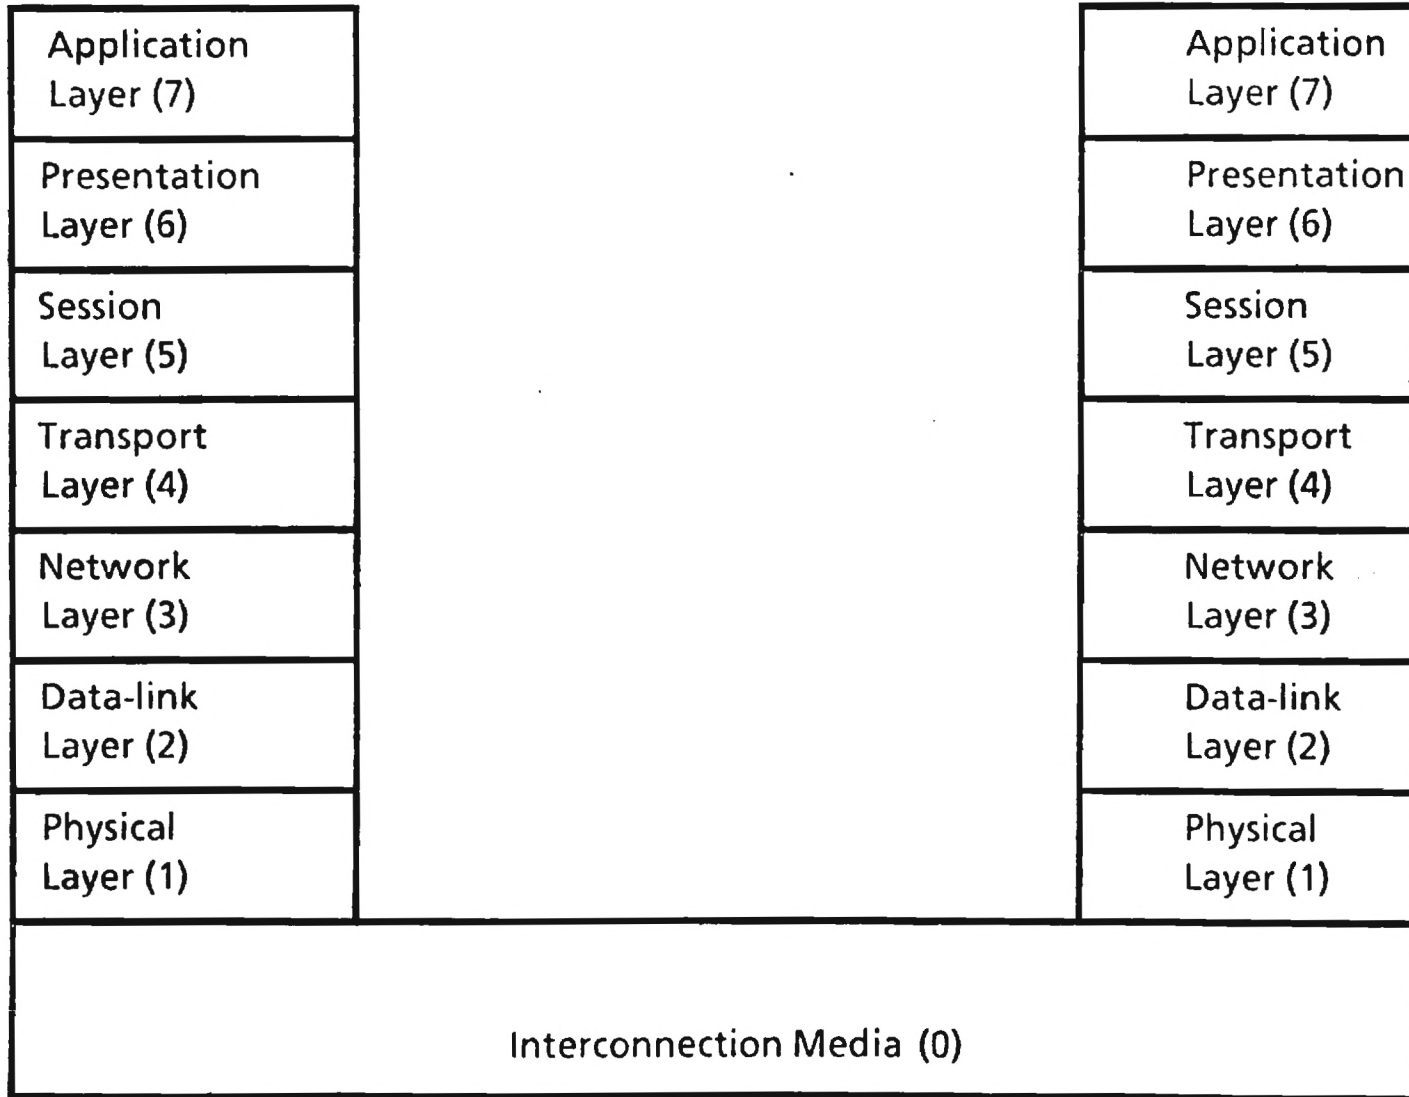 Application
Layer (7)
Presentation
Layer (6)
Session
Layer (5)
Transport
Layer (4)
Network
Layer (3)
Data-link
Layer (2)
Physical
Layer (1)
Application
Layer (7)
Presentation
Layer (6)
Session
Layer (5)
Transport
Layer (4)
Network
Layer (3)
Data-link
Layer (2)
Physical
Layer (1)
Interconnection Media (0)